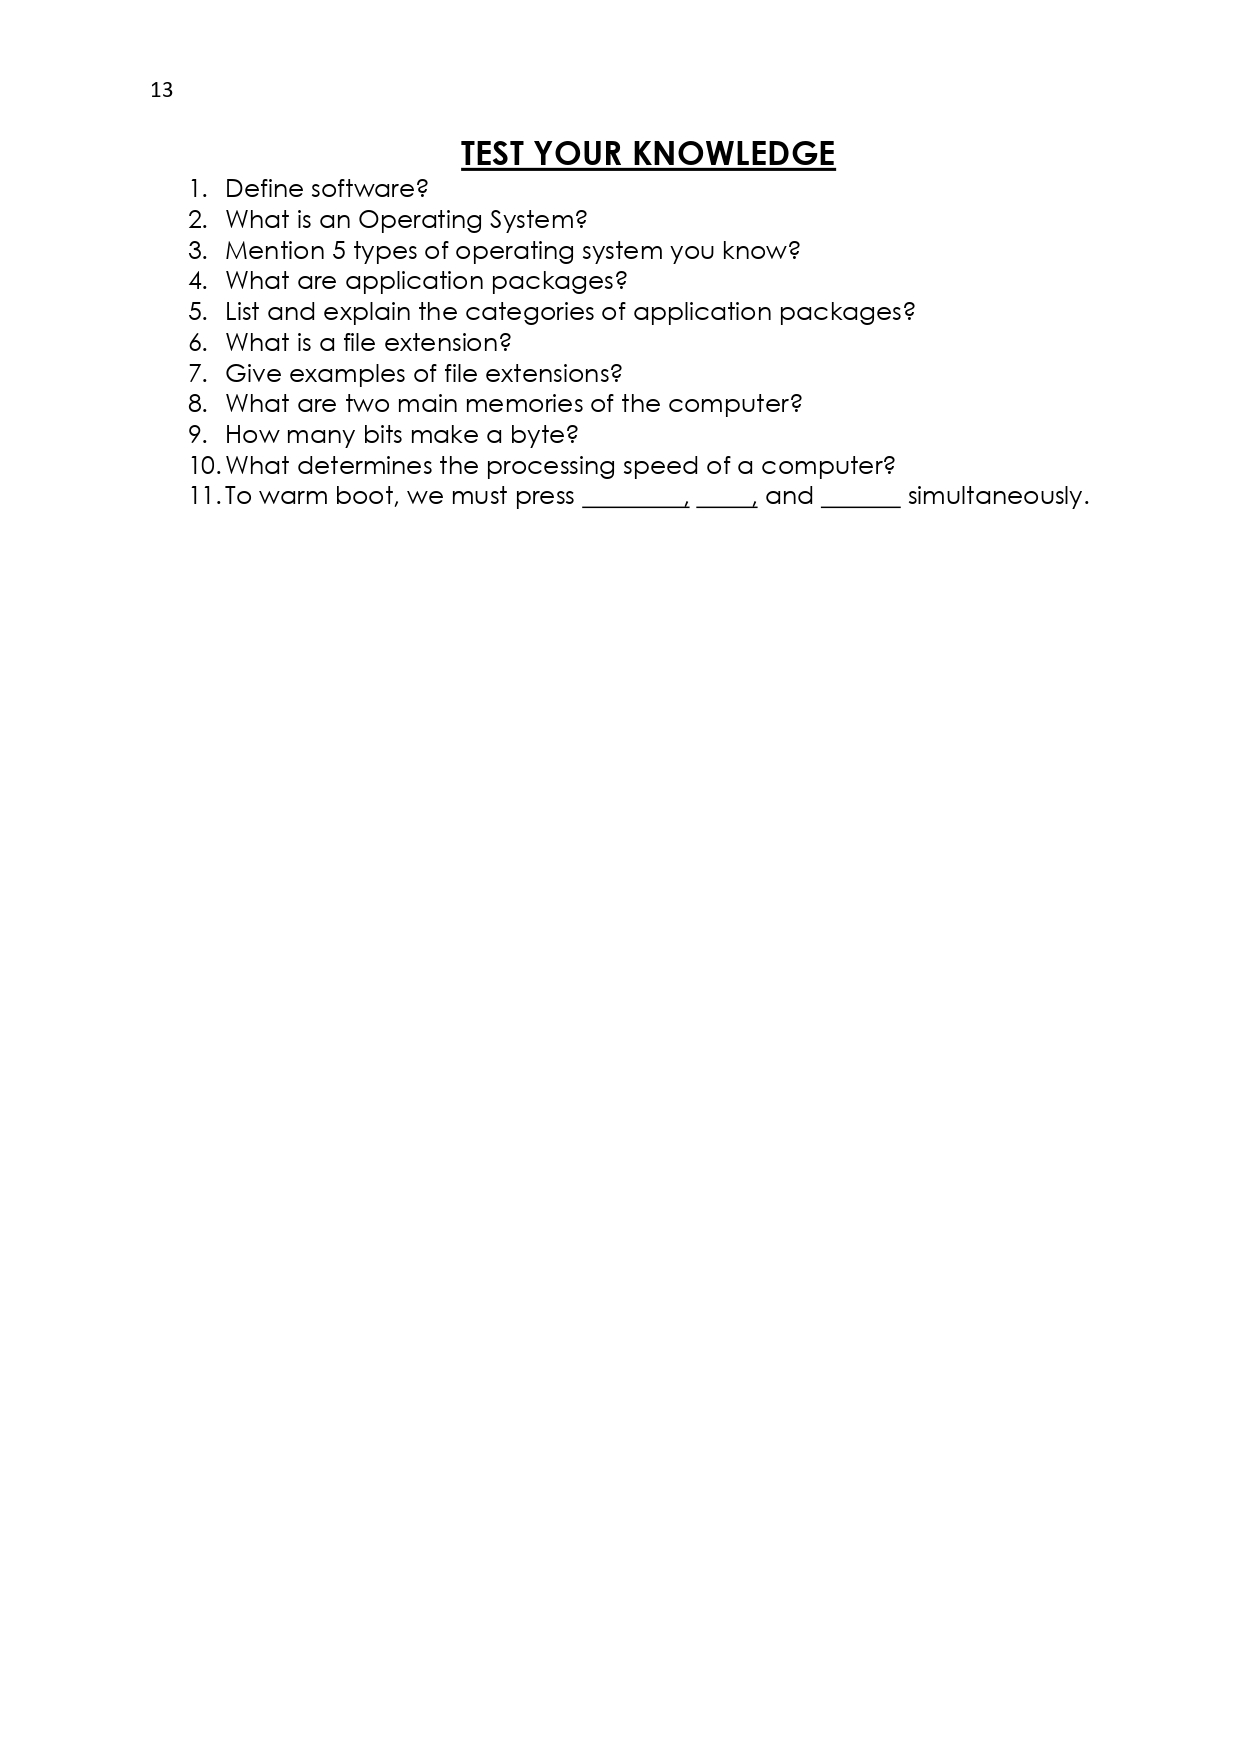 13
TEST YOUR KNOWLEDGE
1. Define software?
2. What is an Operating System?
3. Mention 5 types of operating system you know?
4. What are application packages?
5. List and explain the categories of application packages?
6. What is a file extension?
7. Give examples of file extensions?
8. What are two main memories of the computer?
9. How many bits make a byte?
10. What determines the processing speed of a computer?
11. To warm boot, we must press ________, ____, and ______ simultaneously.